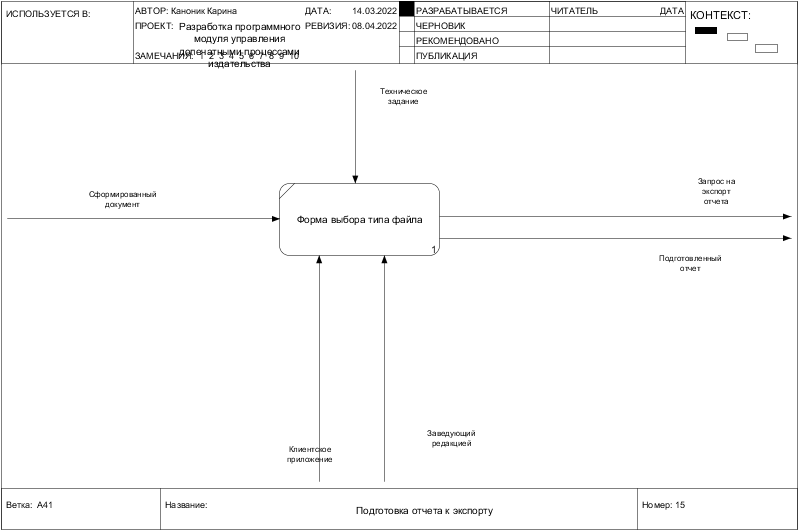 ИСПОЛЬЗУЕТСЯ В:
АВТОР: Каноник Карина
ДАТА: 14.03.2022
ПРОЕКТ: Разработка программного
модуля управления
допечатными процессами
издательства
РЕВИЗИЯ: 08.04.2022
ЗАМЕЧАНИЯ: 1 2 3 4 5 6 7 8 9 10
РАЗРАБАТЫВАЕТСЯ
ЧЕРНОВИК
РЕКОМЕНДОВАНО
ПУБЛИКАЦИЯ
ЧИТАТЕЛЬ ДАТА
КОНТЕКСТ:
Техническое
задание
Сформированный
документ
Запрос на
экспорт
отчета
Форма выбора типа файла
1
Подготовленный
отчет
Клиентское
приложение
Заведующий
редакцией
Ветка: A41
Название:
Подготовка отчета к экспорту
Номер: 15